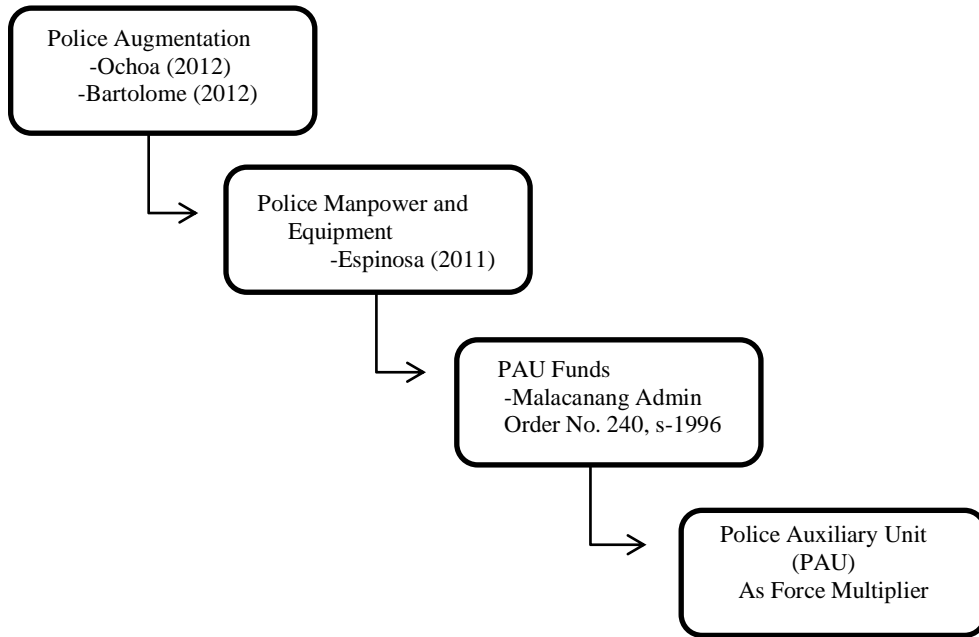 Police Augmentation
-Ochoa (2012)
-Bartolome (2012)
Police Manpower and
Equipment
-Espinosa (2011)
PAU Funds
-Malacanang Admin
Order No. 240, s-1996
Police Auxiliary Unit
(PAU)
As Force Multiplier